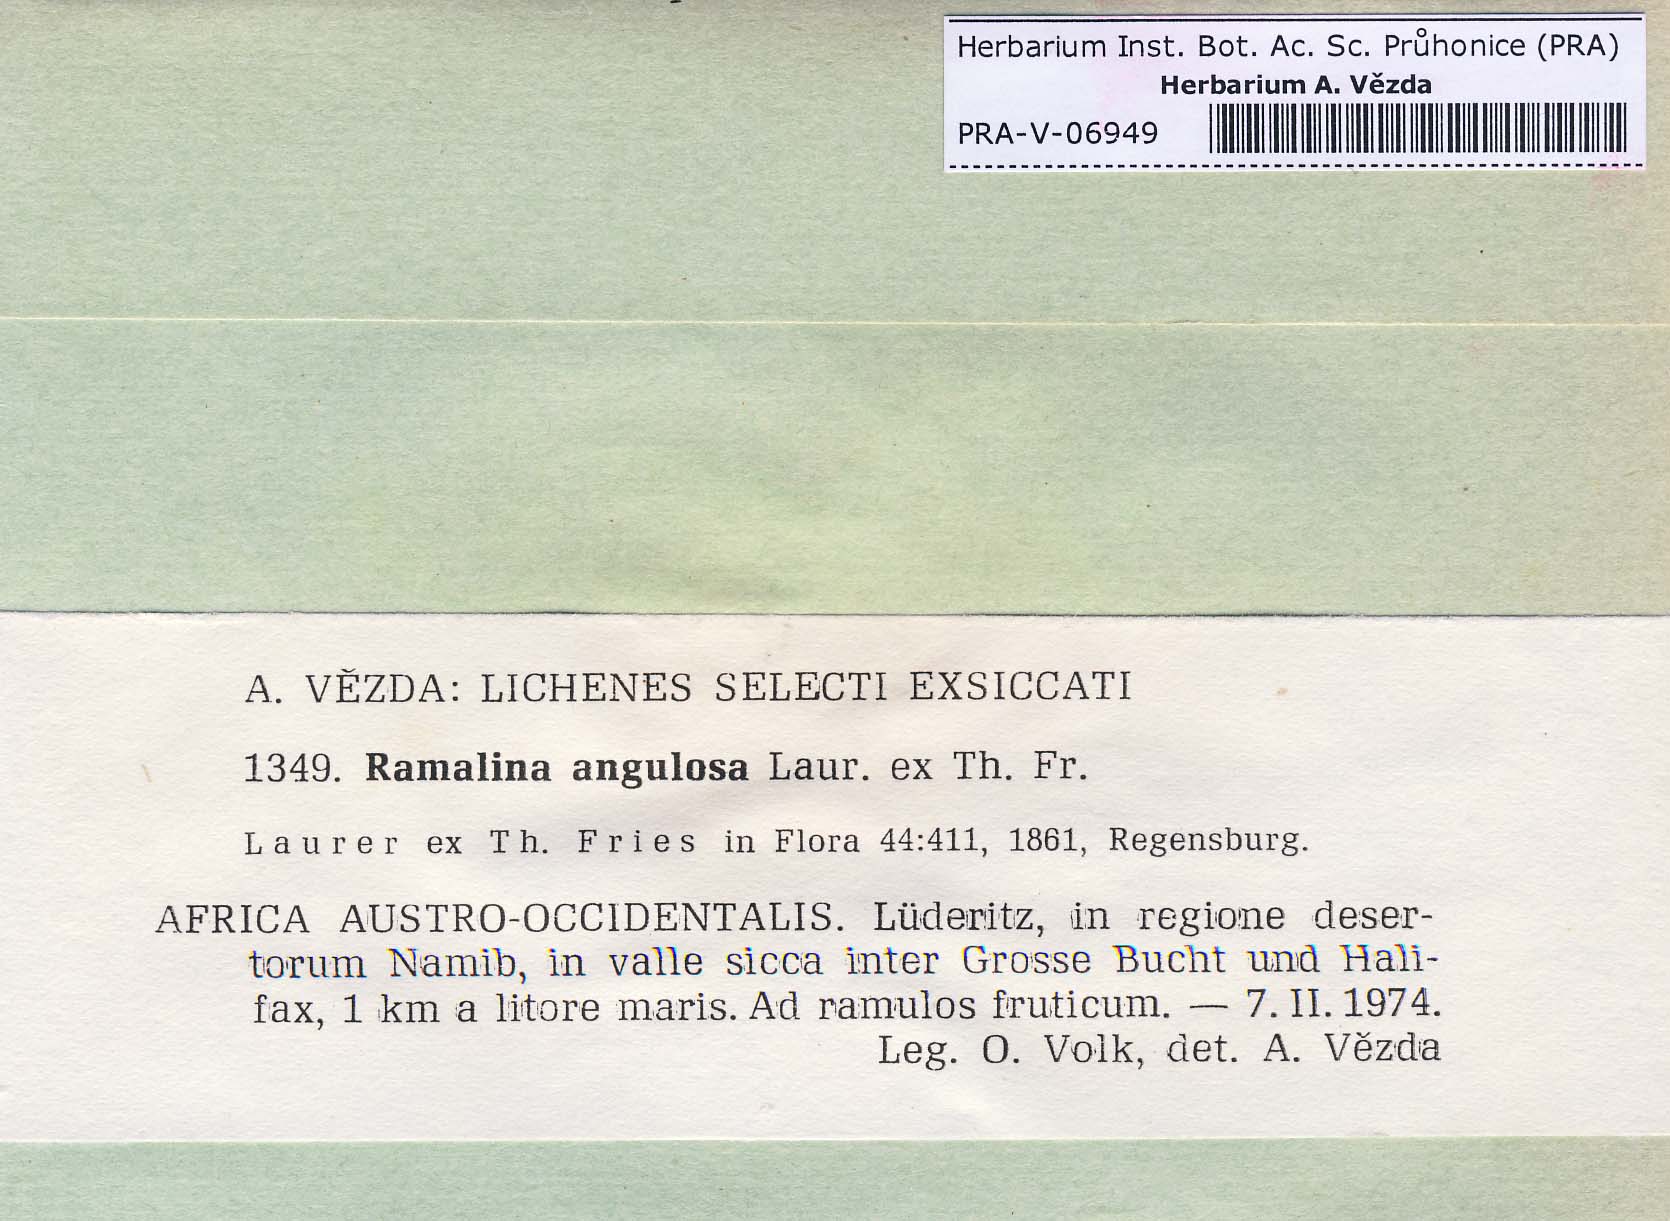 Herbarium Inst. Bot. Ac. Sc. Průhonice (PRA)
Herbarium A. Vězda
PRA-V-06949
A. VĚZDA: LICHENES SELECTI EXSICCATI
1349. Ramalina angulosa Laur. ex Th. Fr.
Laurer ex Th. Fries in Flora 44:411, 1861, Regensburg.
AFRICA AUSTRO-OCCIDENTALIS. Lüderitz, in regione deser-
torum Namib, in valle sicca inter Grosse Bucht und Hali-
fax, 1 km a litore maris. Ad ramulos fruticum. — 7. II. 1974.
Leg. O. Volk, det. A. Vězda